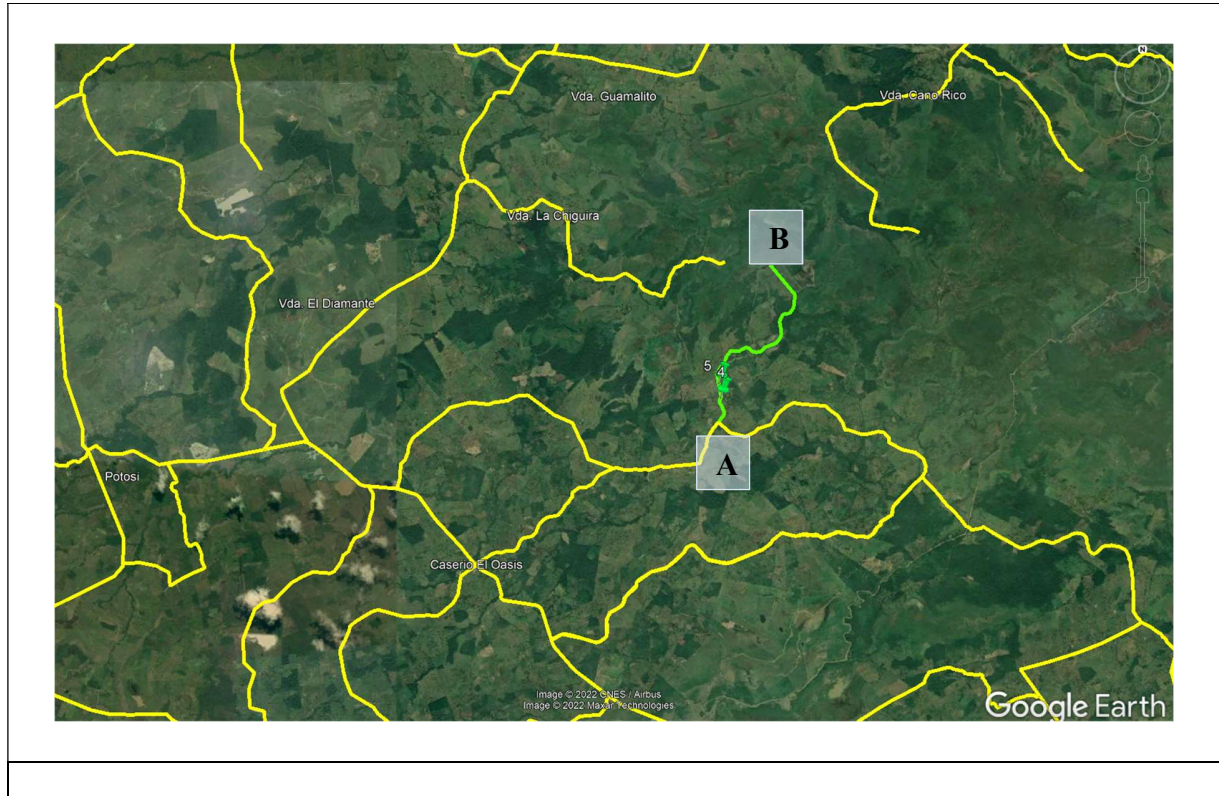 N
Vda. Guamalito
Vda. Cano Rico
Vda. La Chiguira
B
Vda. El Diamante
5
4
A
Potosi
Caserio El Oasis
Image © 2022 CNES / Airbus
Image © 2022 Maxar Technologies
Google Earth